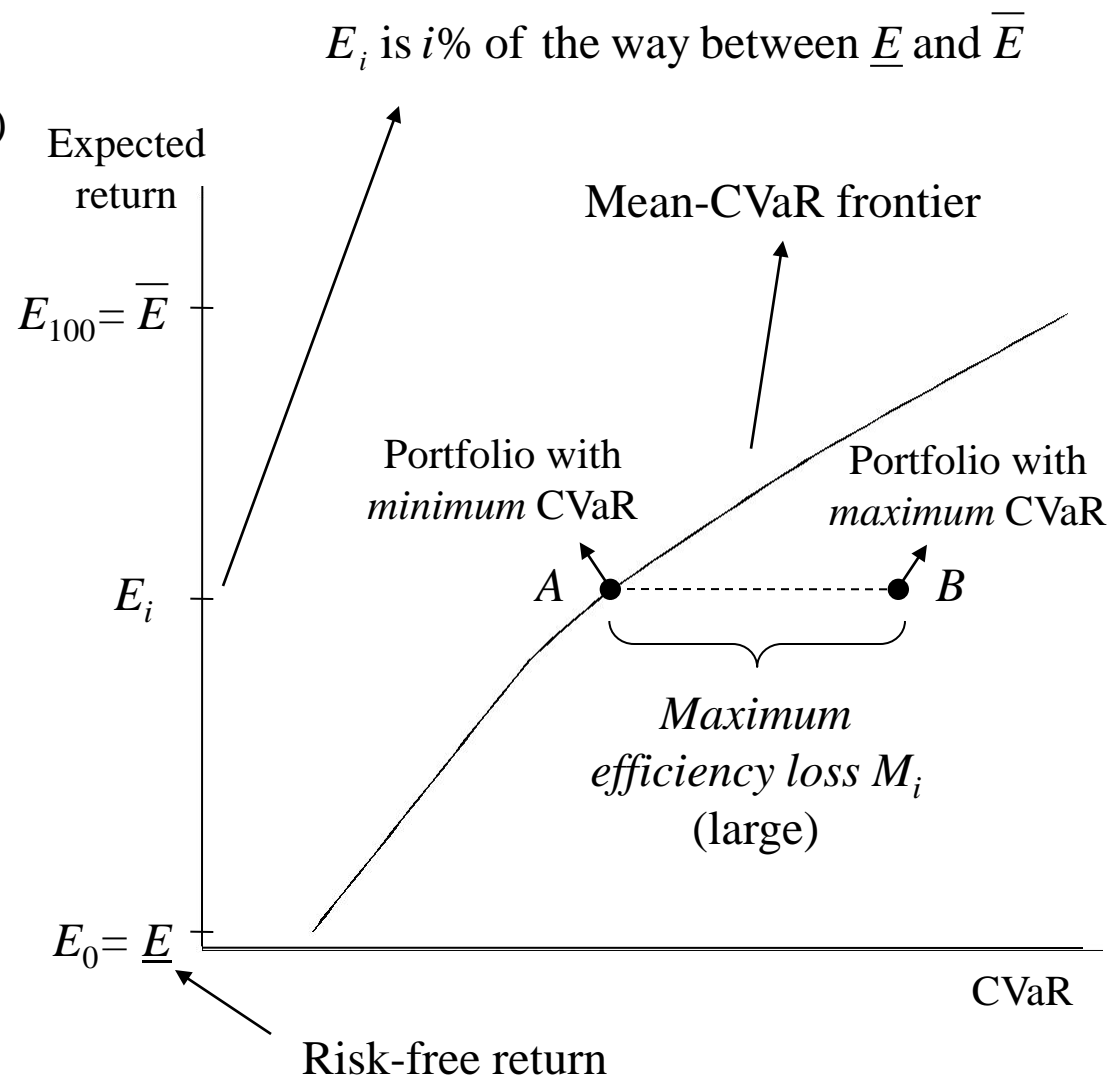 E_i is i% of the way between E̲ and E̅
)
Expected
return
Mean-CVaR frontier
E_100= E̅
Portfolio with
minimum CVaR
Portfolio with
maximum CVaR
E_i
A
B
Maximum
efficiency loss M_i
(large)
E_0= E̲
CVaR
Risk-free return